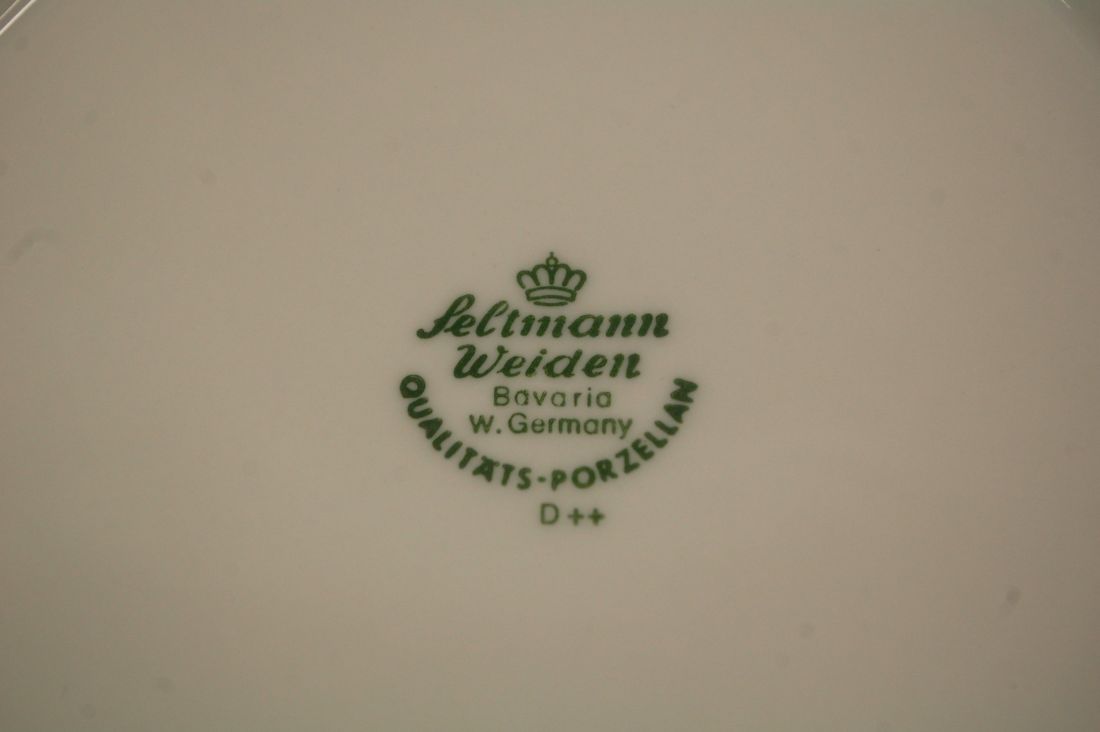 Seltmann
Weiden
Bavaria
W. Germany
QUALITÄTS-PORZELLAN
D ++